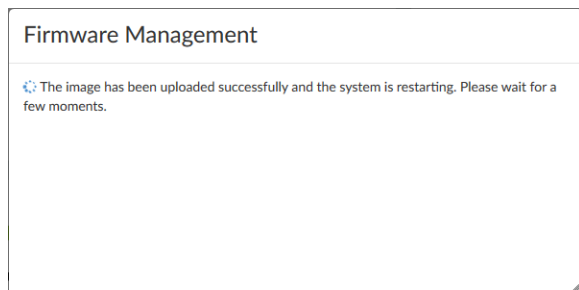 Firmware Management
The image has been uploaded successfully and the system is restarting. Please wait for a
few moments.